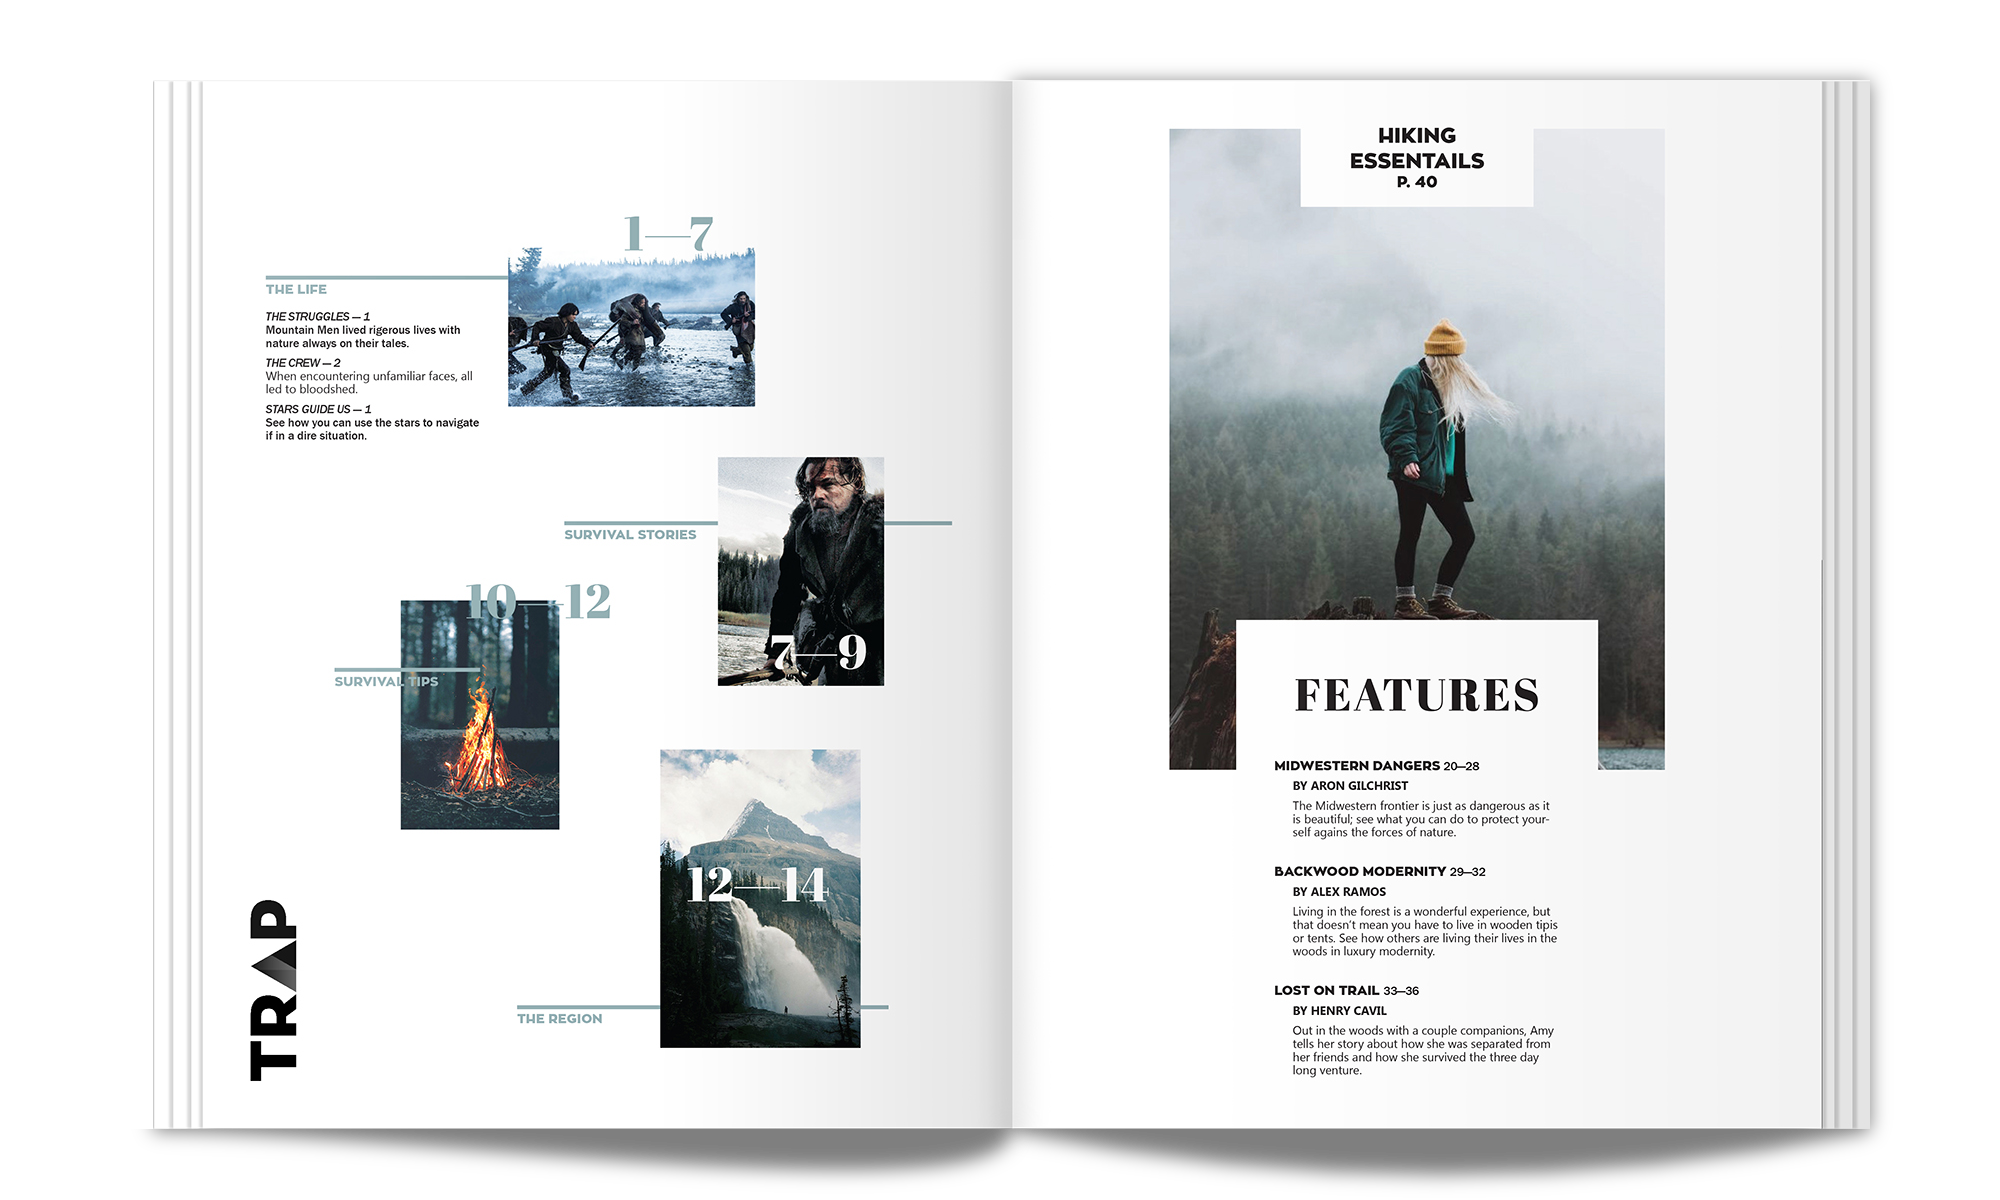 1—7
THE LIFE
THE STRUGGLES — 1
Mountain Men lived rigerous lives with
nature always on their tales.
THE CREW — 2
When encountering unfamiliar faces, all
led to bloodshed.
STARS GUIDE US — 1
See how you can use the stars to navigate
if in a dire situation.
SURVIVAL STORIES
7—9
10—12
SURVIVAL TIPS
12—14
THE REGION
TRAP
HIKING
ESSENTAILS
P. 40
FEATURES
MIDWESTERN DANGERS 20—28
BY ARON GILCHRIST
The Midwestern frontier is just as dangerous as it
is beautiful; see what you can do to protect your-
self agains the forces of nature.
BACKWOOD MODERNITY 29—32
BY ALEX RAMOS
Living in the forest is a wonderful experience, but
that doesn't mean you have to live in wooden tipis
or tents. See how others are living their lives in the
woods in luxury modernity.
LOST ON TRAIL 33—36
BY HENRY CAVIL
Out in the woods with a couple companions, Amy
tells her story about how she was separated from
her friends and how she survived the three day
long venture.